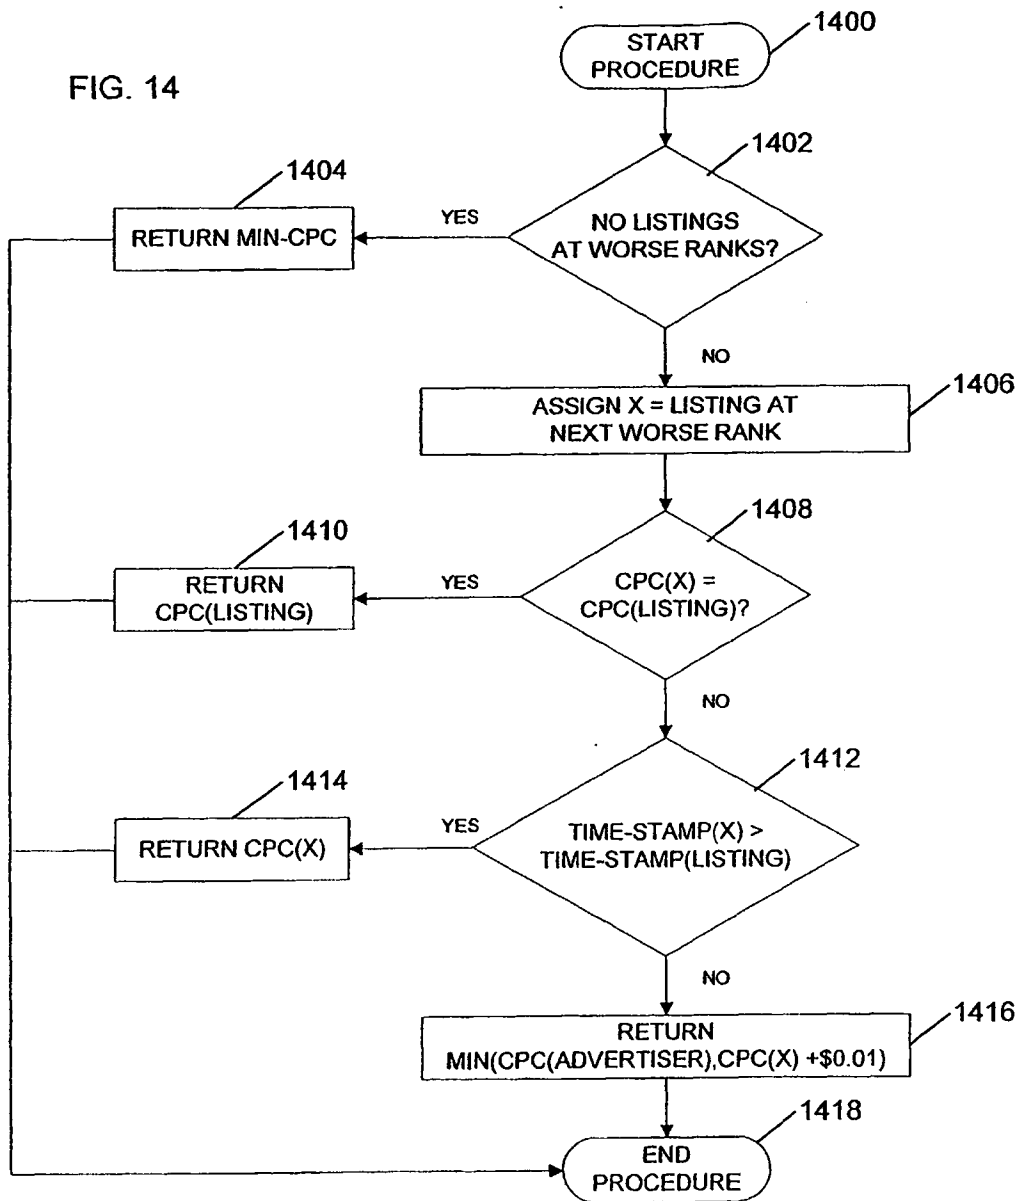 FIG. 14
START
PROCEDURE
1400
1402
NO LISTINGS
AT WORSE RANKS?
YES
1404
RETURN MIN-CPC
NO
1406
ASSIGN X = LISTING AT
NEXT WORSE RANK
1408
CPC(X) =
CPC(LISTING)?
YES
1410
RETURN
CPC(LISTING)
NO
1412
TIME-STAMP(X) >
TIME-STAMP(LISTING)
YES
1414
RETURN CPC(X)
NO
1416
RETURN
MIN(CPC(ADVERTISER),CPC(X) +$0.01)
1418
END
PROCEDURE